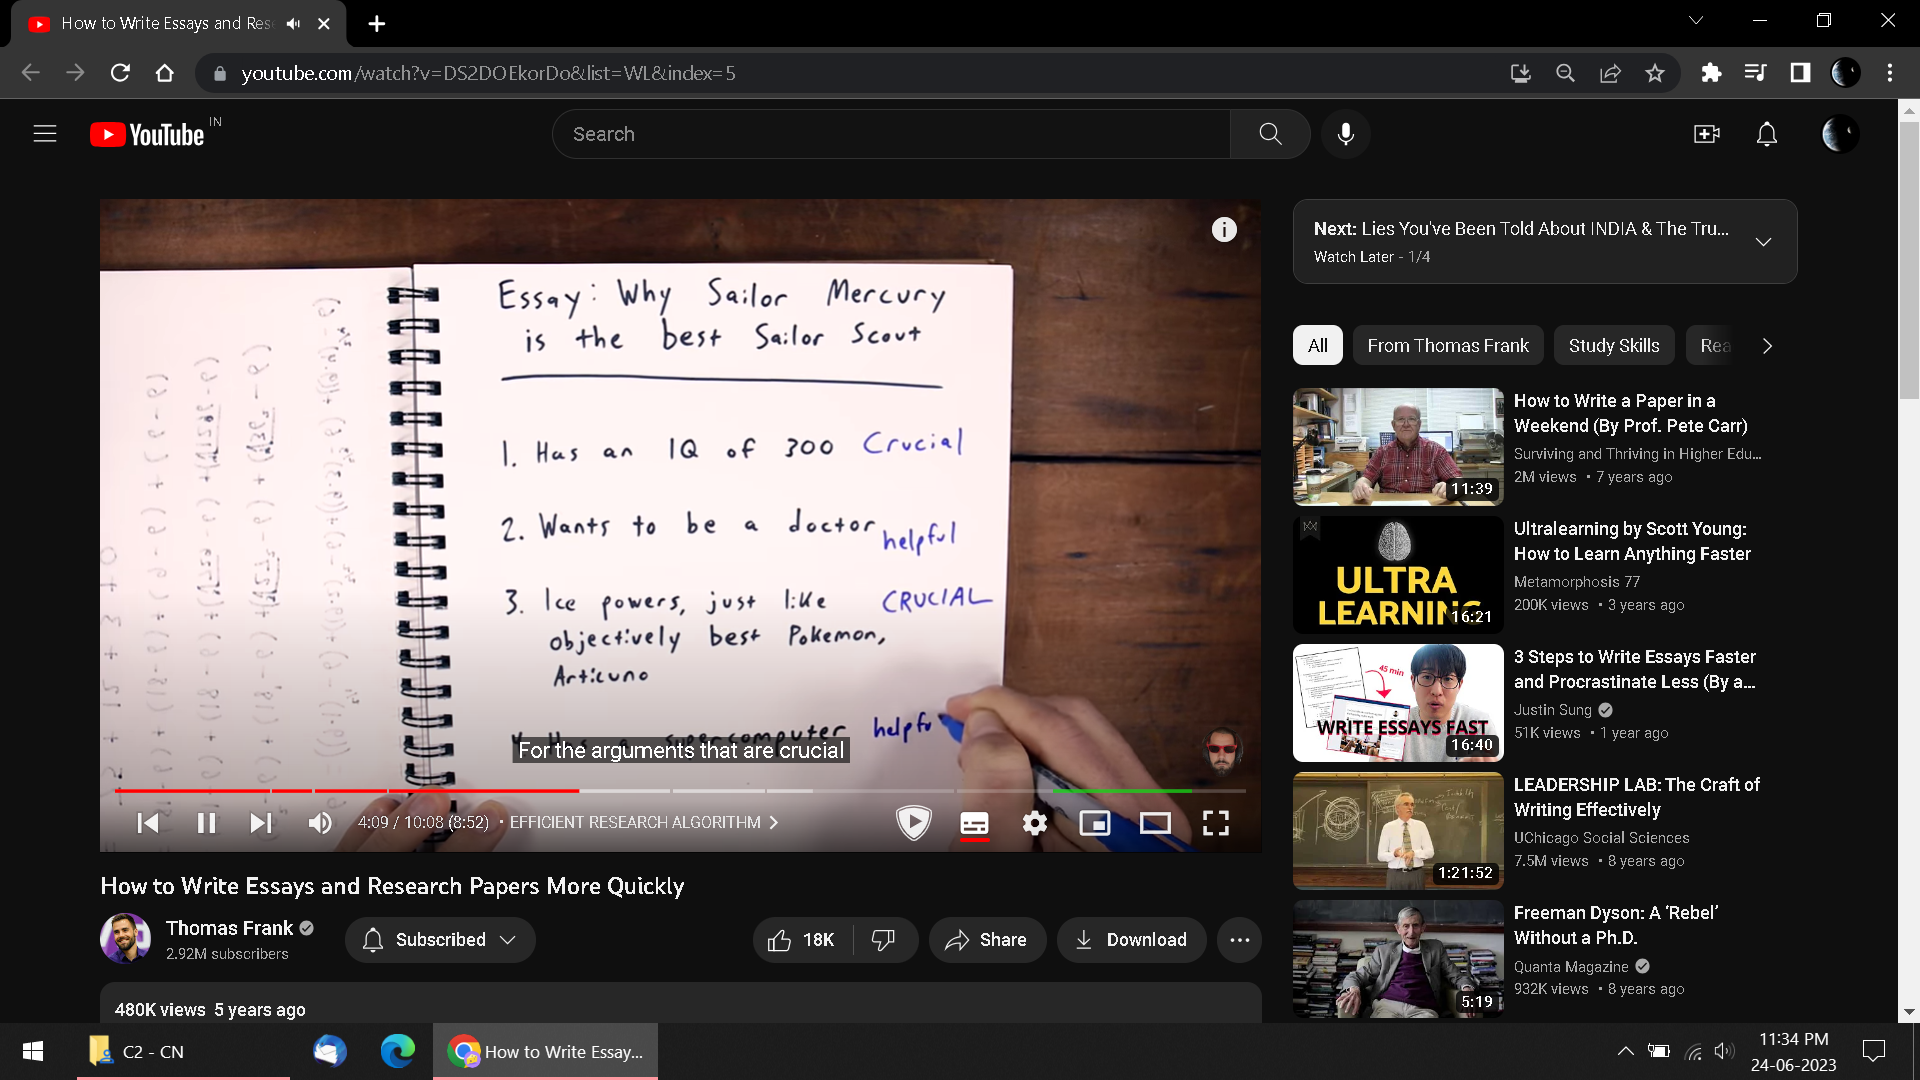 How to Write Essays and Rese
youtube.com/watch?v=DS2DOEkorDo&list=WL&index=5
YouTube IN
Search
Essay: Why Sailor Mercury
is the best Sailor Scout
1. Has an IQ of 300 Crucial
2. Wants to be a doctor helpful
3. Ice powers, just like CRUCIAL
objectively best Pokemon,
Articuno
4. Has a supercomputer helpfu
For the arguments that are crucial
4:09 / 10:08 (8:52) • EFFICIENT RESEARCH ALGORITHM
How to Write Essays and Research Papers More Quickly
Thomas Frank
2.92M subscribers
Subscribed
18K
Share
Download
480K views 5 years ago
Next: Lies You've Been Told About INDIA & The Tru...
Watch Later - 1/4
All
From Thomas Frank
Study Skills
Rea
How to Write a Paper in a
Weekend (By Prof. Pete Carr)
Surviving and Thriving in Higher Edu...
2M views • 7 years ago
11:39
ULTRA
LEARNING
16:21
Ultralearning by Scott Young:
How to Learn Anything Faster
Metamorphosis 77
200K views • 3 years ago
45 min
WRITE ESSAYS FAST
16:40
3 Steps to Write Essays Faster
and Procrastinate Less (By a...
Justin Sung
51K views • 1 year ago
1:21:52
LEADERSHIP LAB: The Craft of
Writing Effectively
UChicago Social Sciences
7.5M views • 8 years ago
5:19
Freeman Dyson: A ‘Rebel’
Without a Ph.D.
Quanta Magazine
932K views • 8 years ago
C2 - CN
How to Write Essay...
11:34 PM
24-06-2023